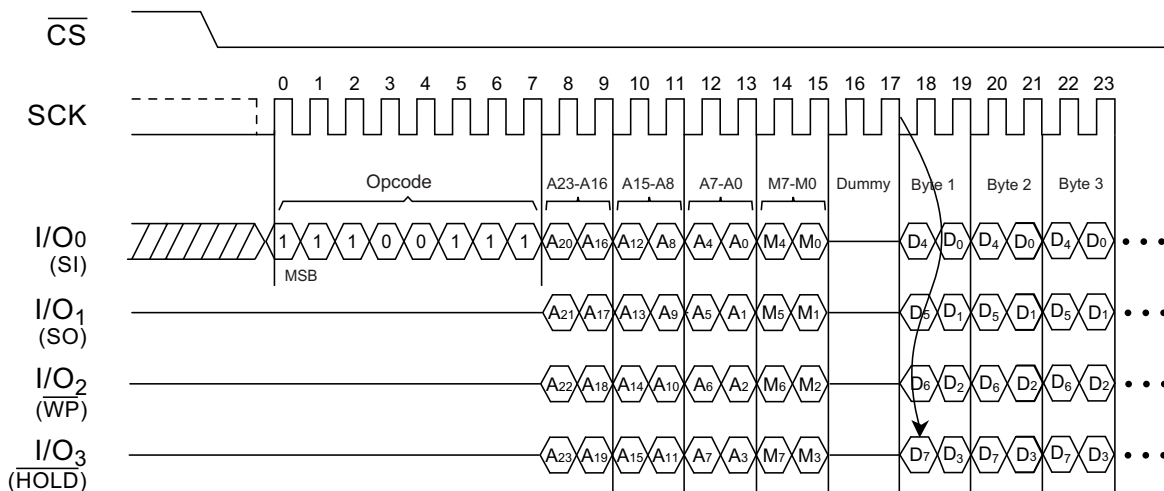 CS
0 1 2 3 4 5 6 7 8 9 10 11 12 13 14 15 16 17 18 19 20 21 22 23
SCK
Opcode A23-A16 A15-A8 A7-A0 M7-M0 Dummy Byte 1 Byte 2 Byte 3
I/O0 1 1 1 0 0 1 1 1 A20 A16 A12 A8 A4 A0 M4 M0 D4 D0 D4 D0 D4 D0 • • •
(SI)
MSB
I/O1 A21 A17 A13 A9 A5 A1 M5 M1 D5 D1 D5 D1 D5 D1 • • •
(SO)
I/O2 A22 A18 A14 A10 A6 A2 M6 M2 D6 D2 D6 D2 D6 D2 • • •
(WP)
I/O3 A23 A19 A15 A11 A7 A3 M7 M3 D7 D3 D7 D3 D7 D3 • • •
(HOLD)